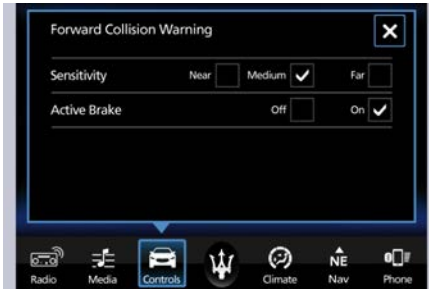 Forward Collision Warning
Sensitivity Near Medium Far
Active Brake Off On
NE
Radio Media Controls Climate Nav Phone